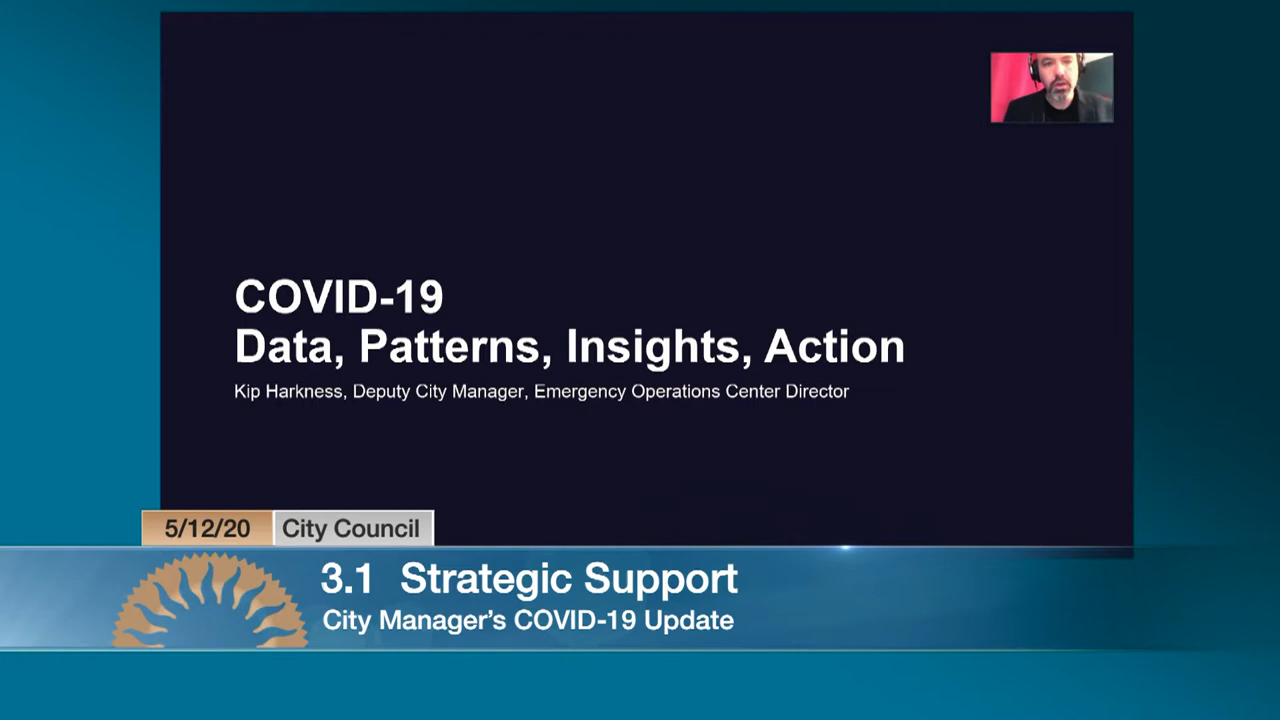 COVID-19
Data, Patterns, Insights, Action
Kip Harkness, Deputy City Manager, Emergency Operations Center Director
5/12/20 City Council
3.1 Strategic Support
City Manager's COVID-19 Update